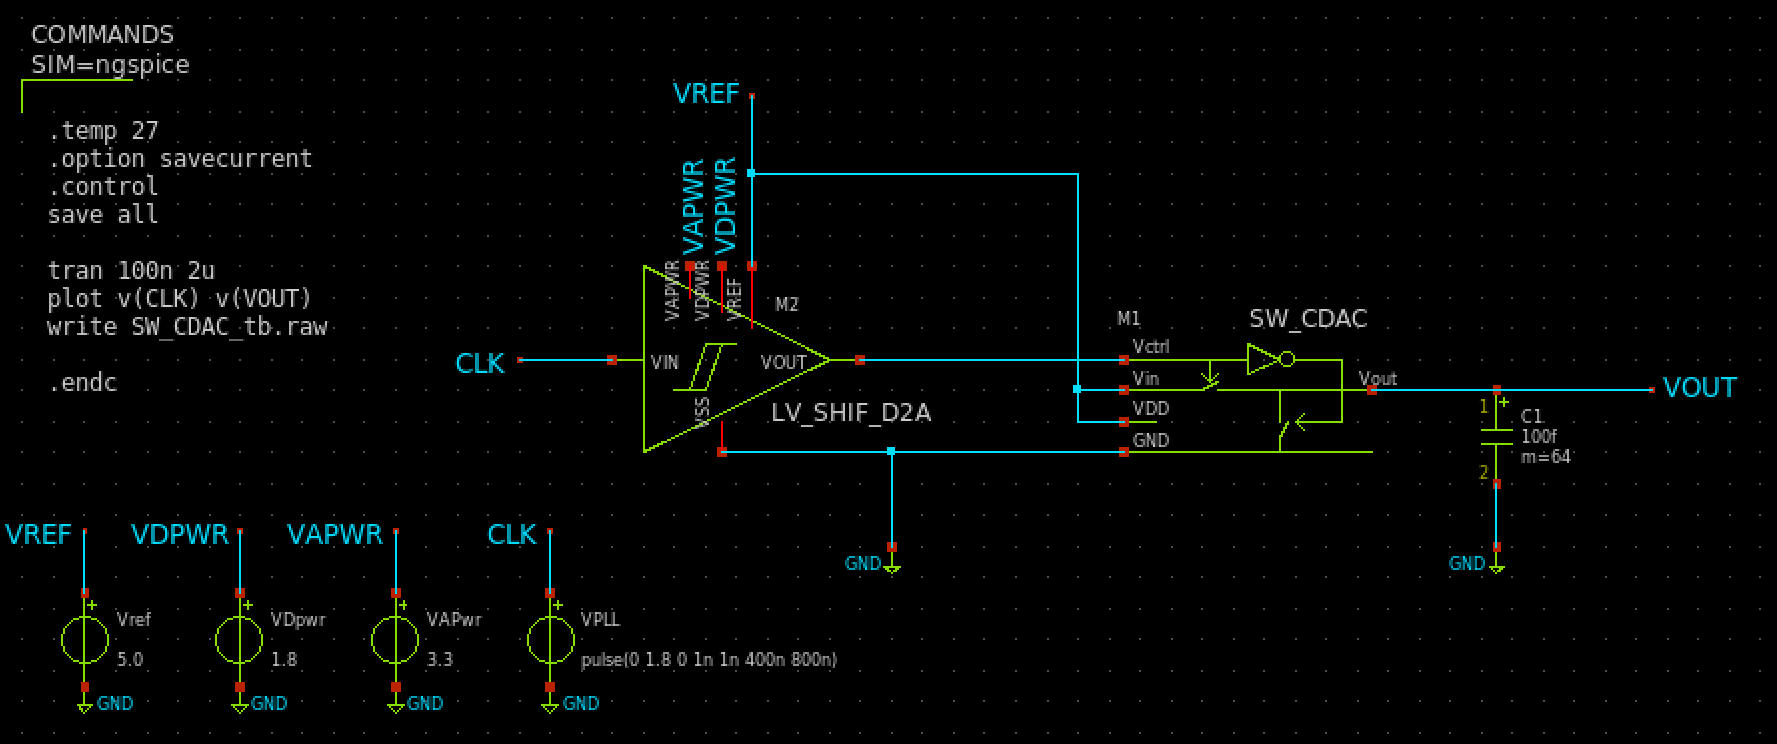 COMMANDS
SIM=ngspice
.temp 27
.option savecurrent
.control
save all
tran 100n 2u
plot v(CLK) v(VOUT)
write SW_CDAC_tb.raw
.endc
VREF
VAPWR
VDPWR
VAPWR
VDPWR
VREF
M2
CLK
VIN
VOUT
VSS
LV_SHIF_D2A
M1
SW_CDAC
Vctrl
Vin
Vout
VDD
GND
VOUT
1
+
C1
100f
m=64
2
GND
GND
VREF
VDPWR
VAPWR
CLK
+
Vref
5.0
GND
+
VDpwr
1.8
GND
+
VAPwr
3.3
GND
+
VPLL
pulse(0 1.8 0 1n 1n 400n 800n)
GND